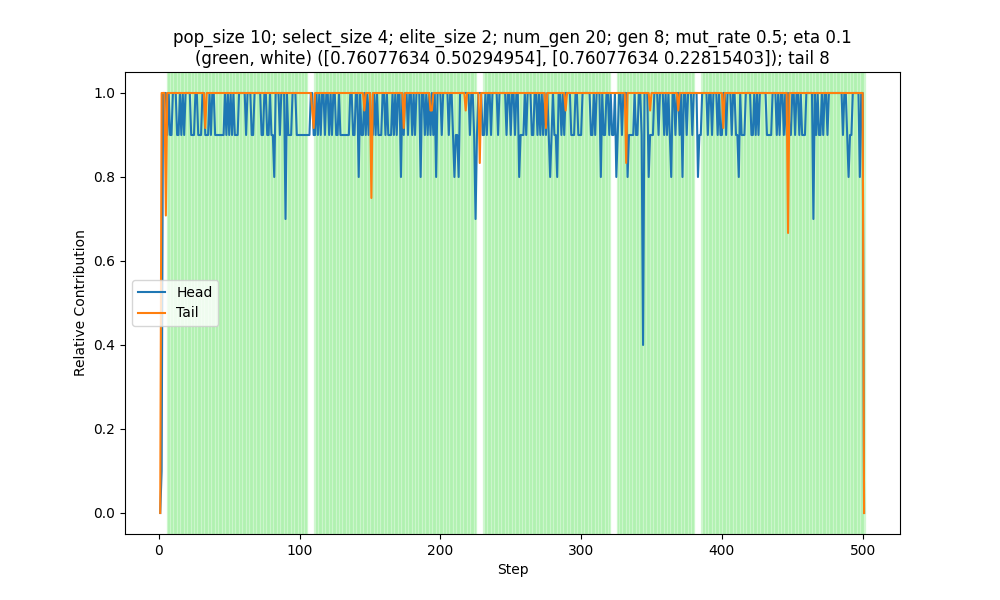 pop_size 10; select_size 4; elite_size 2; num_gen 20; gen 8; mut_rate 0.5; eta 0.1
(green, white) ([0.76077634 0.50294954], [0.76077634 0.22815403]); tail 8
1.0
0.8
0.6
0.4
0.2
0.0
Relative Contribution
Head
Tail
0
100
200
300
400
500
Step